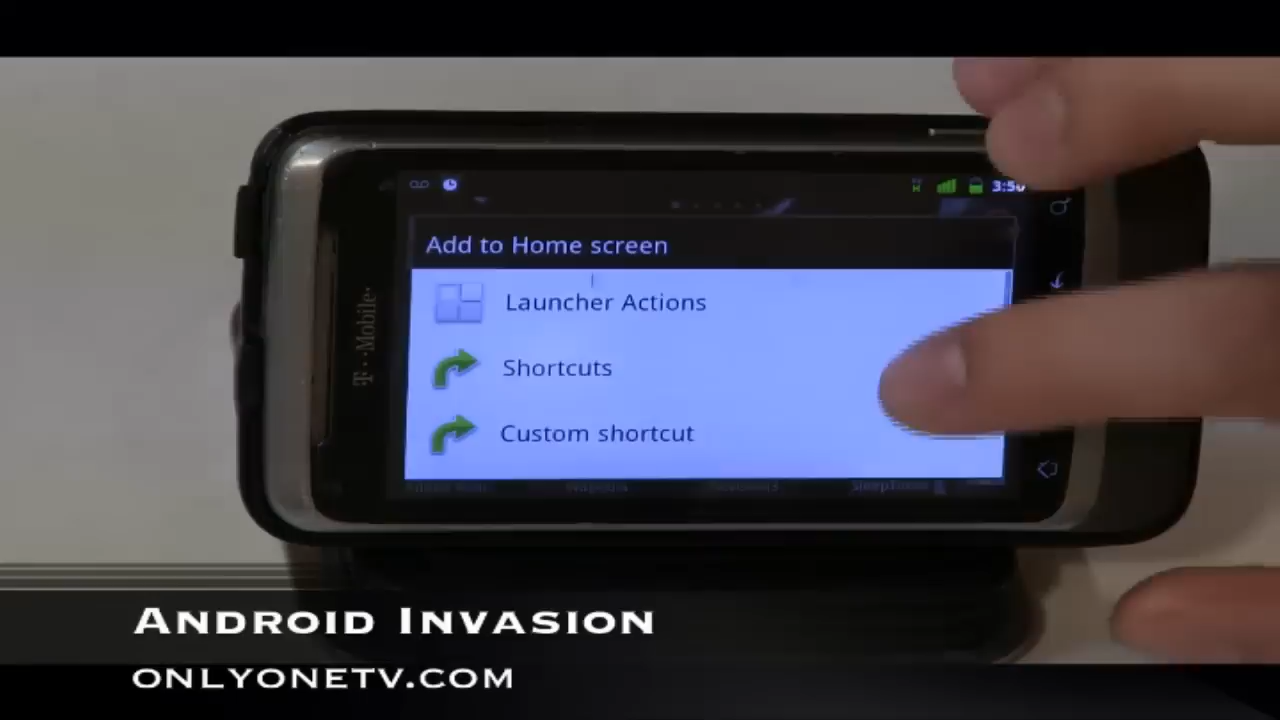 T··Mobile·
H
3:50
Add to Home screen
Launcher Actions
Shortcuts
Custom shortcut
Android Invasion
onlyonetv.com